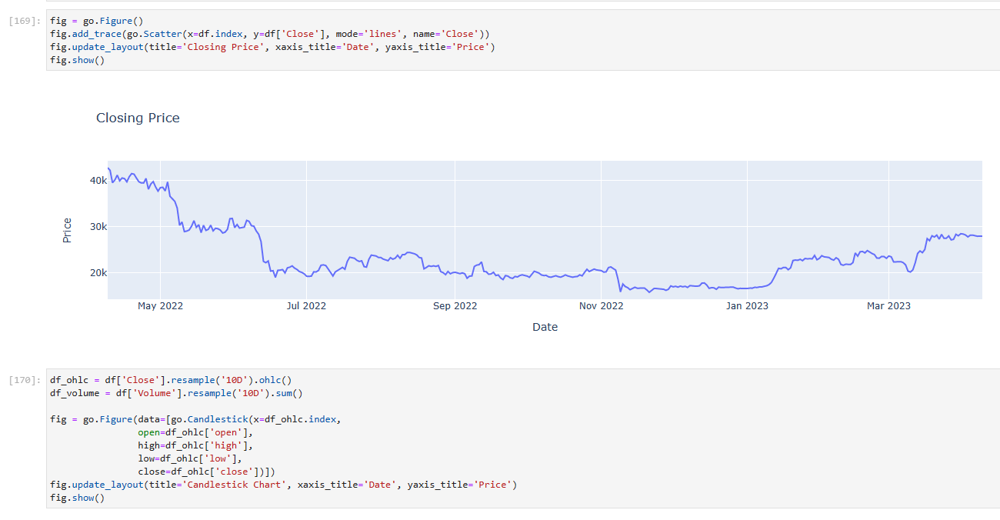 [169]: fig = go.Figure()
fig.add_trace(go.Scatter(x=df.index, y=df['Close'], mode='lines', name='Close'))
fig.update_layout(title='Closing Price', xaxis_title='Date', yaxis_title='Price')
fig.show()
Closing Price
40k
30k
20k
Price
May 2022 Jul 2022 Sep 2022 Nov 2022 Jan 2023 Mar 2023
Date
[170]: df_ohlc = df['Close'].resample('10D').ohlc()
df_volume = df['Volume'].resample('10D').sum()
fig = go.Figure(data=[go.Candlestick(x=df_ohlc.index,
open=df_ohlc['open'],
high=df_ohlc['high'],
low=df_ohlc['low'],
close=df_ohlc['close'])])
fig.update_layout(title='Candlestick Chart', xaxis_title='Date', yaxis_title='Price')
fig.show()